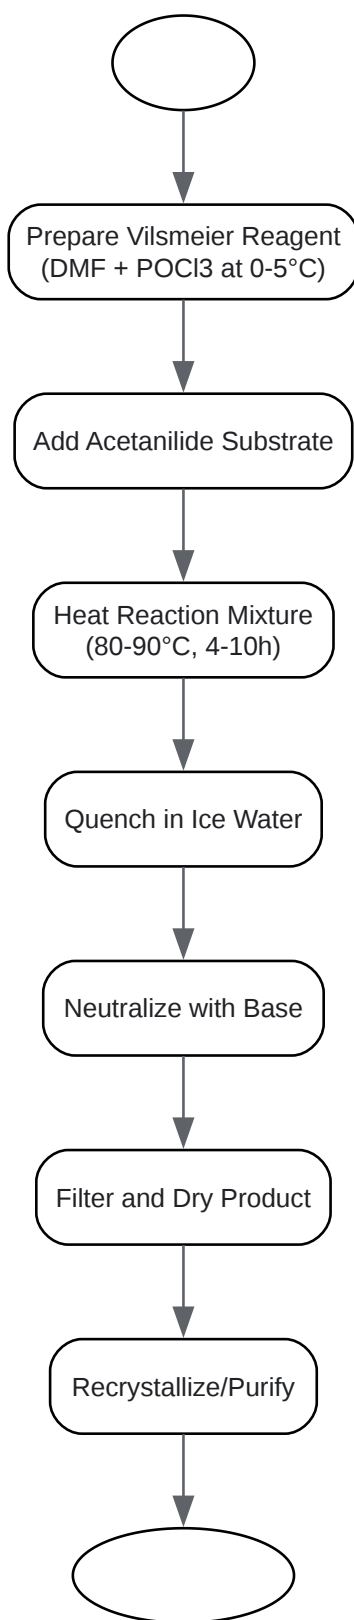 Prepare Vilsmeier Reagent
(DMF + POCl3 at 0-5°C)
Add Acetanilide Substrate
Heat Reaction Mixture
(80-90°C, 4-10h)
Quench in Ice Water
Neutralize with Base
Filter and Dry Product
Recrystallize/Purify